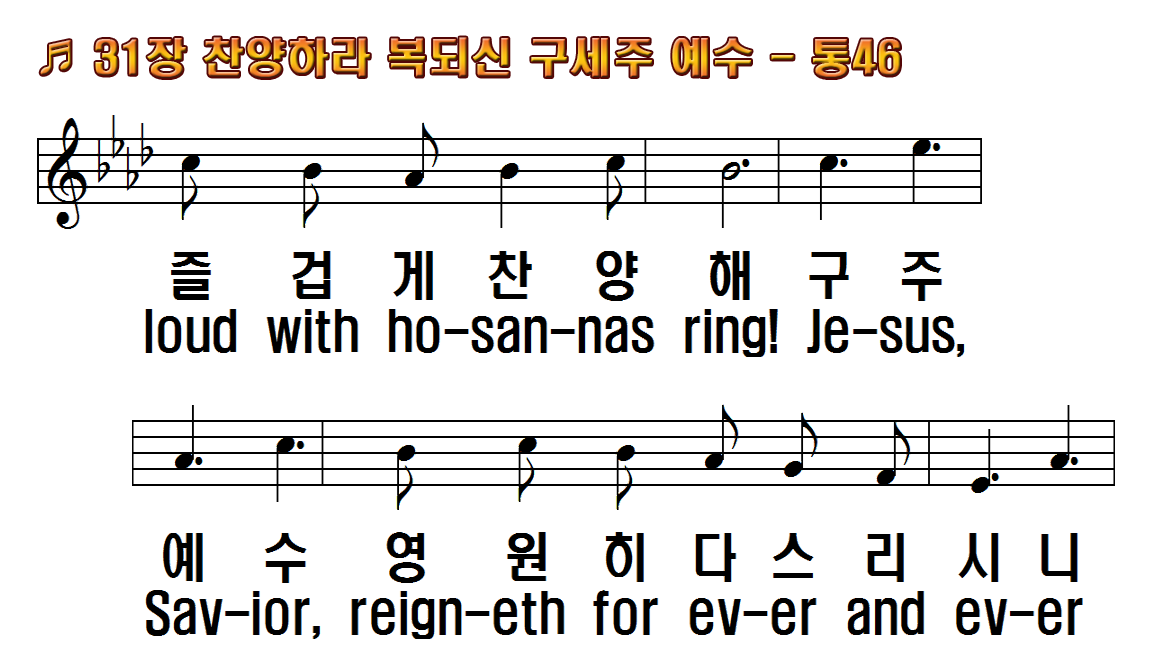 ♬ 31장 찬양하라 복되신 구세주 예수 - 통46
즐 겁 게 찬 양 해 구 주
loud with ho-san-nas ring! Je-sus,
예 수 영 원 히 다 스 리 시 니
Sav-ior, reign-eth for ev-er and ev-er